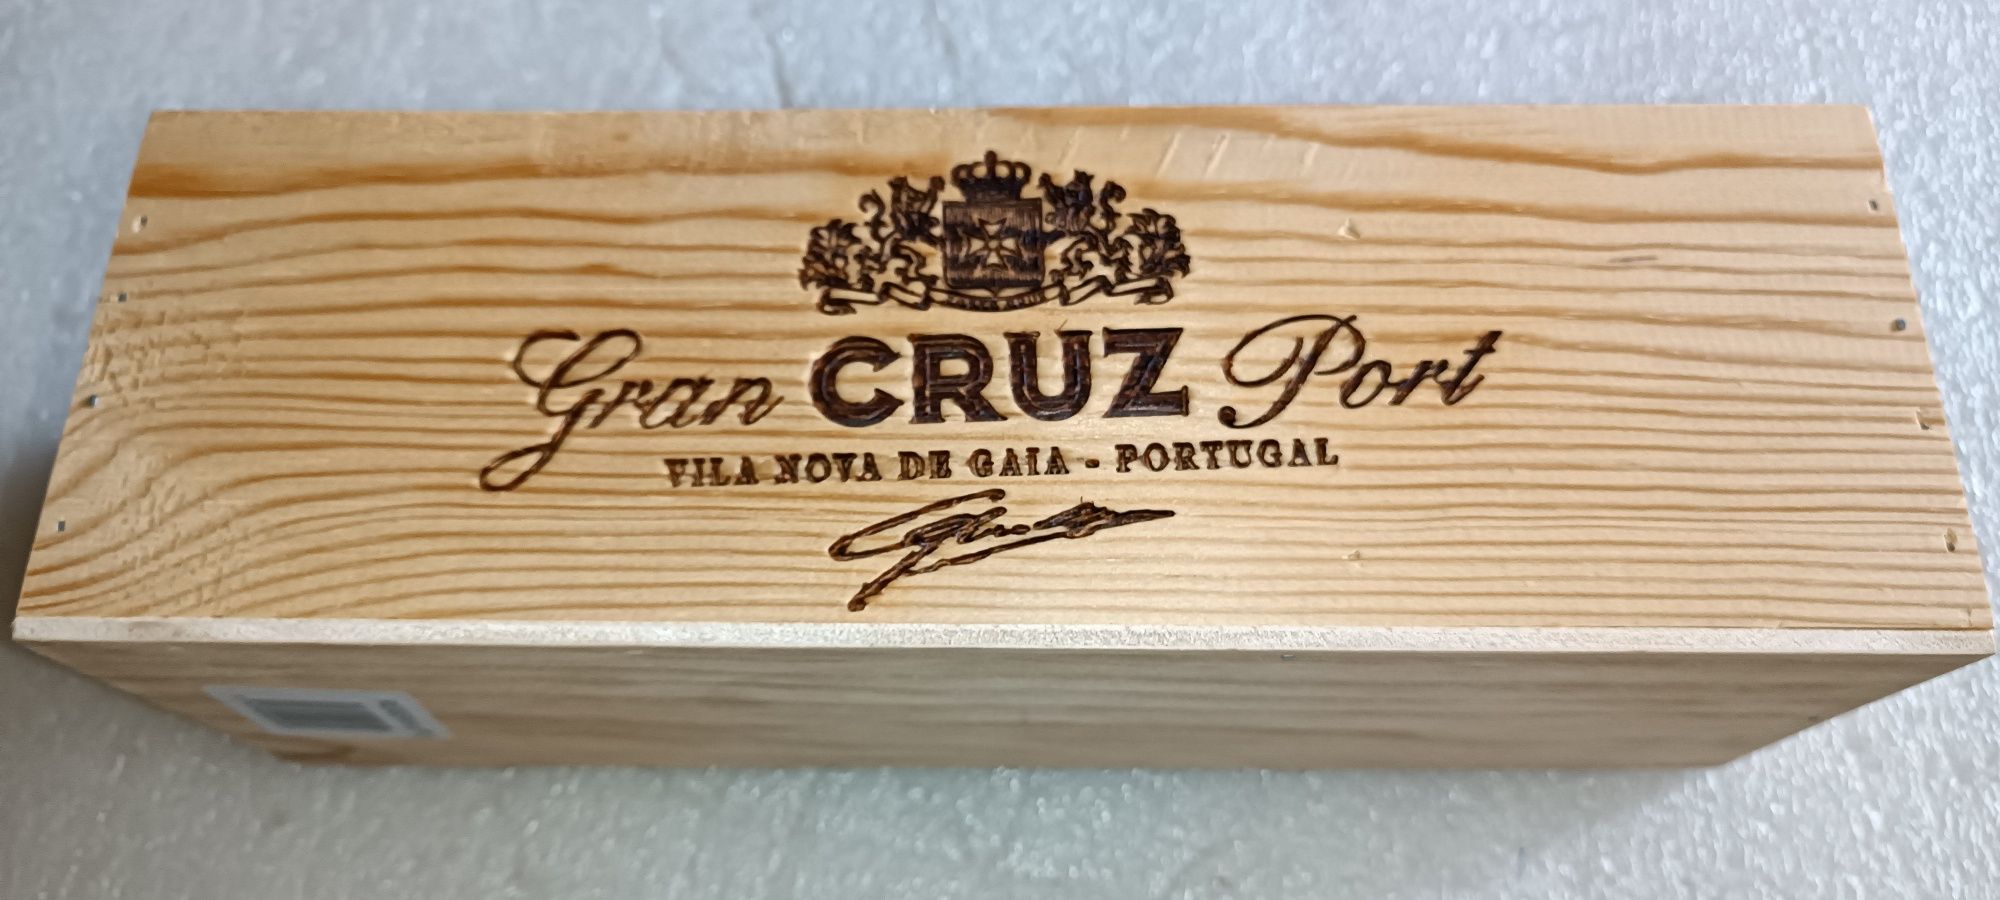 Gran CRUZ Port
VILA NOVA DE GAIA - PORTUGAL